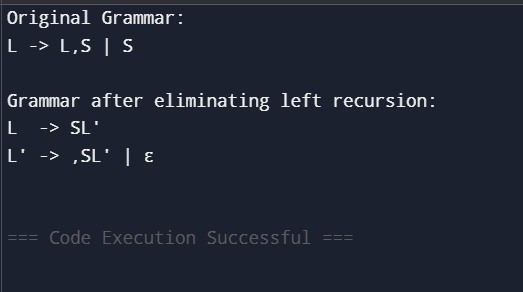 Original Grammar:
L -> L,S | S
Grammar after eliminating left recursion:
L  -> SL'
L' -> ,SL' | ε
=== Code Execution Successful ===